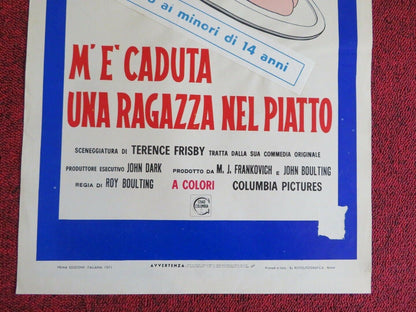 o ai minori di 14 anni
M'E' CADUTA
UNA RAGAZZA NEL PIATTO
SCENEGGIATURA DI TERENCE FRISBY TRATTA DALLA SUA COMMEDIA ORIGINALE
PRODUTTORE ESECUTIVO JOHN DARK PRODOTTO DA M. J. FRANKOVICH E JOHN BOULTING
REGIA DI ROY BOULTING A COLORI COLUMBIA PICTURES
PRIMA EDIZIONE ITALIANA 1971 AVVERTENZA